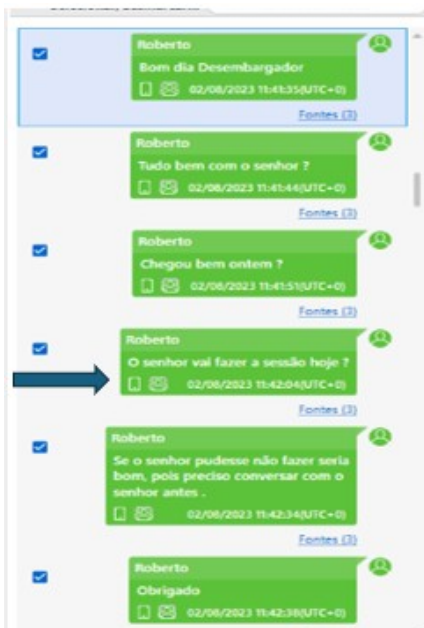 Roberto
Bom dia Desembargador
02/08/2023 11:41:35(UTC+0)
Fontes (3)
Roberto
Tudo bem com o senhor ?
02/08/2023 11:41:44(UTC+0)
Fontes (3)
Roberto
Chegou bem ontem ?
02/08/2023 11:41:51(UTC+0)
Fontes (3)
Roberto
O senhor vai fazer a sessão hoje ?
02/08/2023 11:42:04(UTC+0)
Fontes (3)
Roberto
Se o senhor pudesse não fazer seria
bom, pois preciso conversar com o
senhor antes .
02/08/2023 11:42:34(UTC+0)
Fontes (3)
Roberto
Obrigado
02/08/2023 11:42:38(UTC+0)